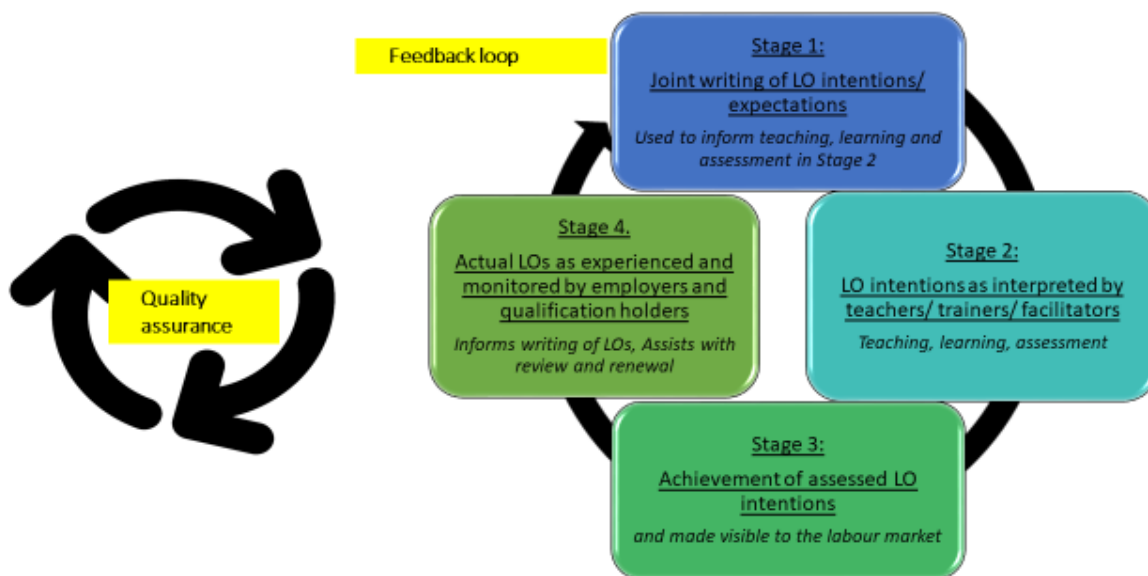 Feedback loop
Stage 1:
Joint writing of LO intentions/
expectations
Used to inform teaching, learning and
assessment in Stage 2
Stage 2:
LO intentions as interpreted by
teachers/ trainers/ facilitators
Teaching, learning, assessment
Stage 3:
Achievement of assessed LO
intentions
and made visible to the labour market
Stage 4.
Actual LOs as experienced and
monitored by employers and
qualification holders
Informs writing of LOs, Assists with
review and renewal
Quality
assurance